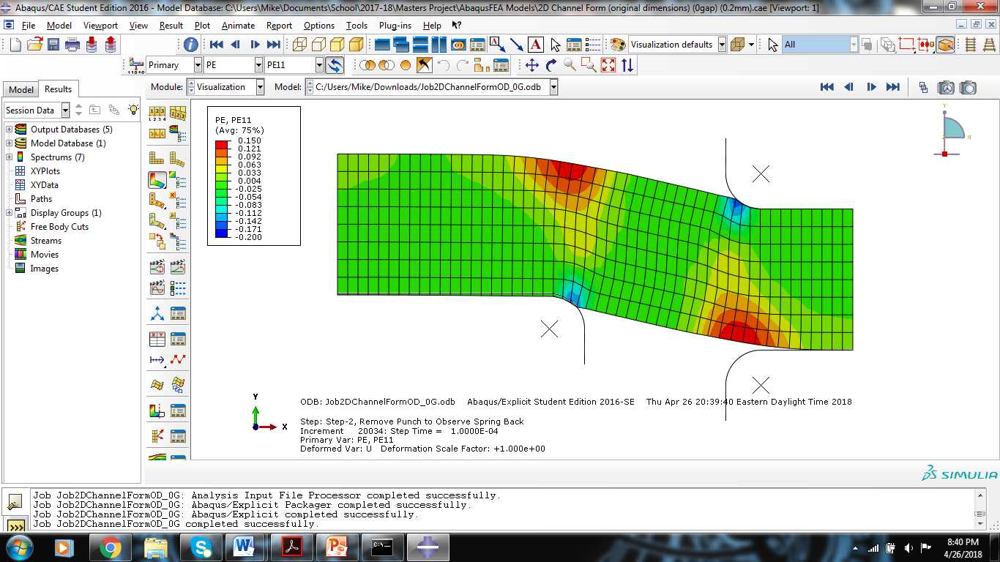 Abaqus/CAE Student Edition 2016 - Model Database: C:\Users\Mike\Documents\School\2017-18\Masters Project\AbaqusFEA Models\2D Channel Form (original dimensions) (0gap) (0.2mm).cae [Viewport: 1]
File Model Viewport View Result Plot Animate Report Options Tools Plug-ins Help
Visualization defaults All
Primary PE PE11
Model Results Module: Visualization Model: C:/Users/Mike/Downloads/Job2DChannelFormOD_0G.odb
Session Data
Output Databases (5)
Model Database (1)
Spectrums (7)
XYPlots
XYData
Paths
Display Groups (1)
Free Body Cuts
Streams
Movies
Images
PE, PE11
(Avg: 75%)
0.150
0.121
0.092
0.063
0.033
0.004
-0.025
-0.054
-0.083
-0.112
-0.142
-0.171
-0.200
Y
X
Y
X
ODB: Job2DChannelFormOD_0G.odb Abaqus/Explicit Student Edition 2016-SE Thu Apr 26 20:39:40 Eastern Daylight Time 2018
Step: Step-2, Remove Punch to Observe Spring Back
Increment 20034: Step Time = 1.0000E-04
Primary Var: PE, PE11
Deformed Var: U Deformation Scale Factor: +1.000e+00
SIMULIA
Job Job2DChannelFormOD_0G: Analysis Input File Processor completed successfully.
Job Job2DChannelFormOD_0G: Abaqus/Explicit Packager completed successfully.
Job Job2DChannelFormOD_0G: Abaqus/Explicit completed successfully.
Job Job2DChannelFormOD_0G completed successfully.
8:40 PM
4/26/2018